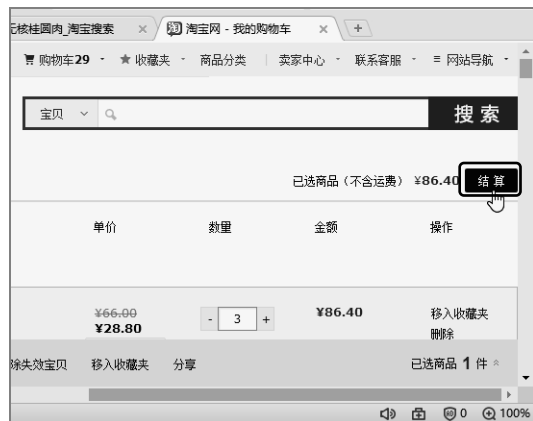 无核桂圆肉_淘宝搜索 × 淘 淘宝网 - 我的购物车 × +
购物车29 收藏夹 商品分类 卖家中心 联系客服 网站导航
宝贝 搜索
已选商品（不含运费） ¥86.40 结算
单价 数量 金额 操作
¥66.00 - 3 + ¥86.40 移入收藏夹
¥28.80 删除
除失效宝贝 移入收藏夹 分享 已选商品 1 件
0 100%